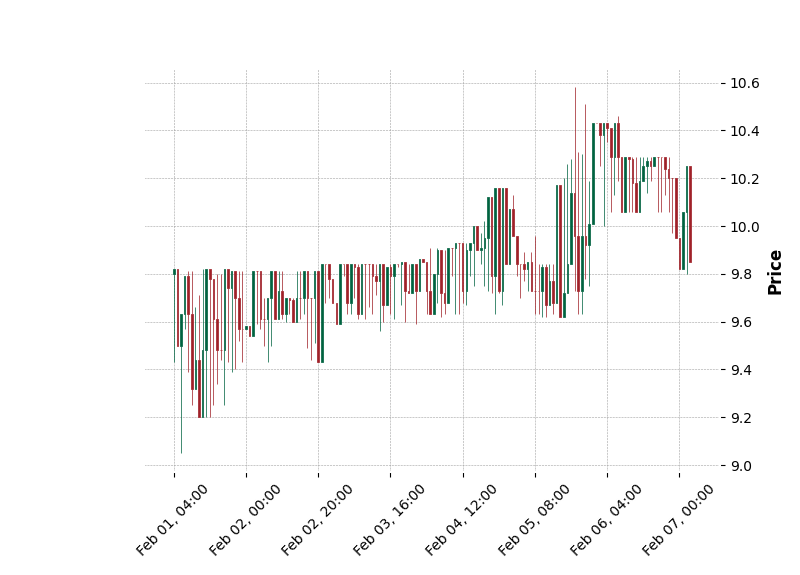 10.6
10.4
10.2
10.0
9.8
9.6
9.4
9.2
9.0
Price
Feb 01, 04:00
Feb 02, 00:00
Feb 02, 20:00
Feb 03, 16:00
Feb 04, 12:00
Feb 05, 08:00
Feb 06, 04:00
Feb 07, 00:00